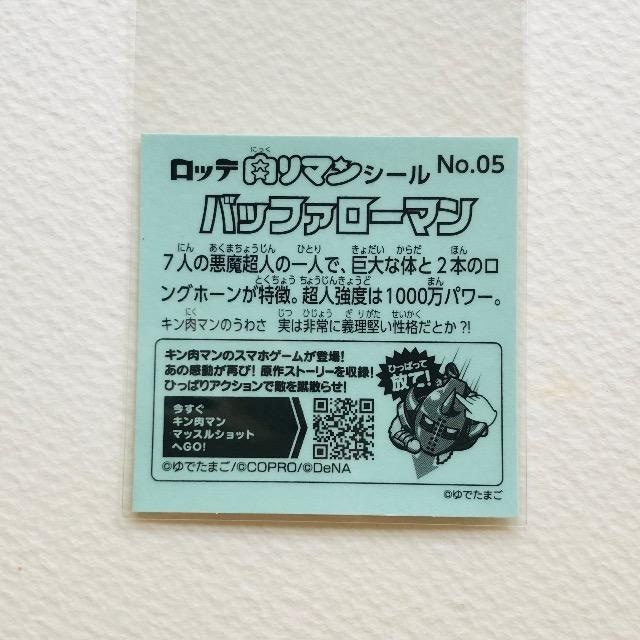 にっく
ロッテ 肉リマンシール No.05
バッファローマン
にん あくまちょうじん ひとり きょだい からだ ほん
7人の悪魔超人の一人で、巨大な体と2本のロ
とくちょう ちょうじんきょうど まん
ングホーンが特徴。超人強度は1000万パワー。
にく じつ ひじょう ぎりがた せいかく
キン肉マンのうわさ 実は非常に義理堅い性格だとか?!
キン肉マンのスマホゲームが登場!
あの感動が再び! 原作ストーリーを収録!
ひっぱりアクションで敵を蹴散らせ!
今すぐ
キン肉マン
マッスルショット
へGO!
ひっぱって
放て!
©ゆでたまご/©COPRO/©DeNA
©ゆでたまご